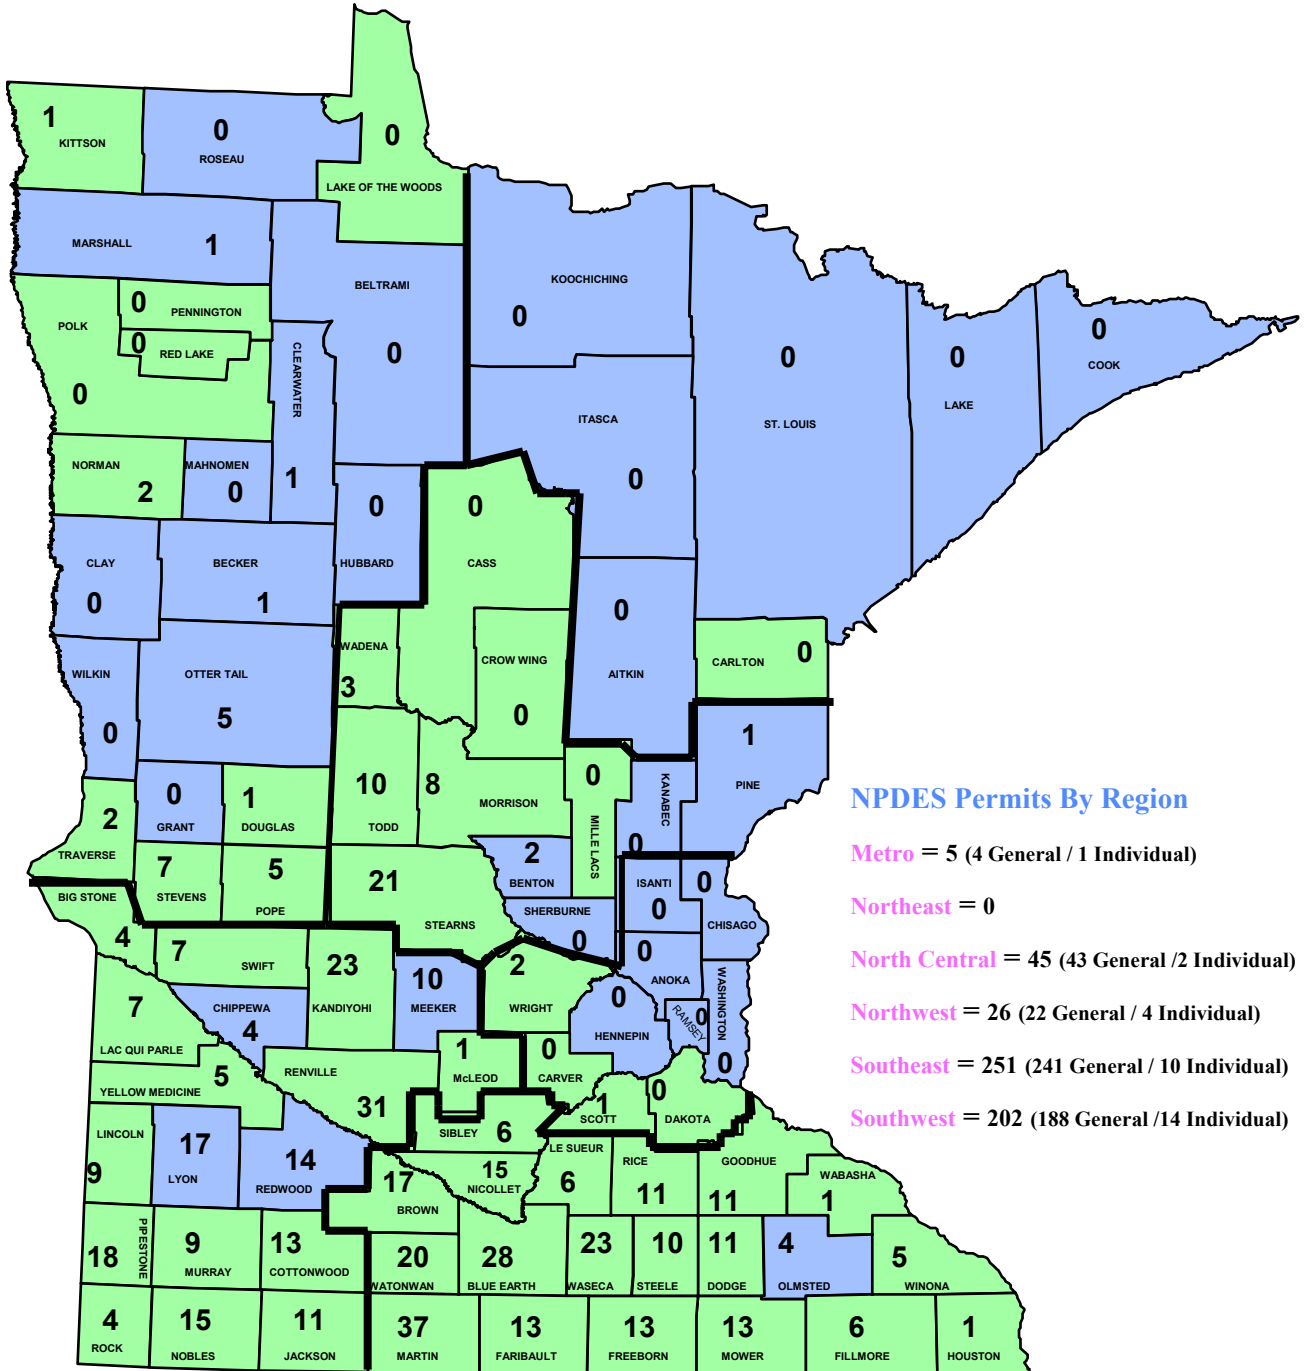 1
KITTSON
0
ROSEAU
0
LAKE OF THE WOODS
MARSHALL 1
BELTRAMI
0
KOOCHICHING
0
0
ST. LOUIS
0
LAKE
0
COOK
0
PENNINGTON
POLK
0
0
RED LAKE
CLEARWATER
1
ITASCA
0
NORMAN
2
MAHNOMEN
0
0
HUBBARD
0
CASS
CLAY
0
BECKER
1
0
AITKIN
WADENA
3
CROW WING
0
CARLTON 0
WILKIN
0
OTTER TAIL
5
1
PINE
0
GRANT
1
DOUGLAS
10
TODD
8
MORRISON
0
MILLE LACS
KANABEC
0
2
TRAVERSE
7
STEVENS
5
POPE
21
STEARNS
2
BENTON
SHERBURNE
0
ISANTI
0
0
CHISAGO
BIG STONE
4
7
SWIFT
23
KANDIYOHI
10
MEEKER
2
WRIGHT
0
ANOKA
WASHINGTON
0
0
HENNEPIN
0
RAMSEY
7
LAC QUI PARLE
CHIPPEWA
4
1
McLEOD
0
CARVER
5
YELLOW MEDICINE
RENVILLE
31
1
SCOTT
0
DAKOTA
LINCOLN
9
17
LYON
14
REDWOOD
SIBLEY 6
15
NICOLLET
17
BROWN
LE SUEUR
6
RICE
11
GOODHUE
11
WABASHA
1
18
PIPESTONE
9
MURRAY
13
COTTONWOOD
20
WATONWAN
28
BLUE EARTH
23
WASECA
10
STEELE
11
DODGE
4
OLMSTED
5
WINONA
4
ROCK
15
NOBLES
11
JACKSON
37
MARTIN
13
FARIBAULT
13
FREEBORN
13
MOWER
6
FILLMORE
1
HOUSTON
NPDES Permits By Region
Metro = 5 (4 General / 1 Individual)
Northeast = 0
North Central = 45 (43 General /2 Individual)
Northwest = 26 (22 General / 4 Individual)
Southeast = 251 (241 General / 10 Individual)
Southwest = 202 (188 General /14 Individual)